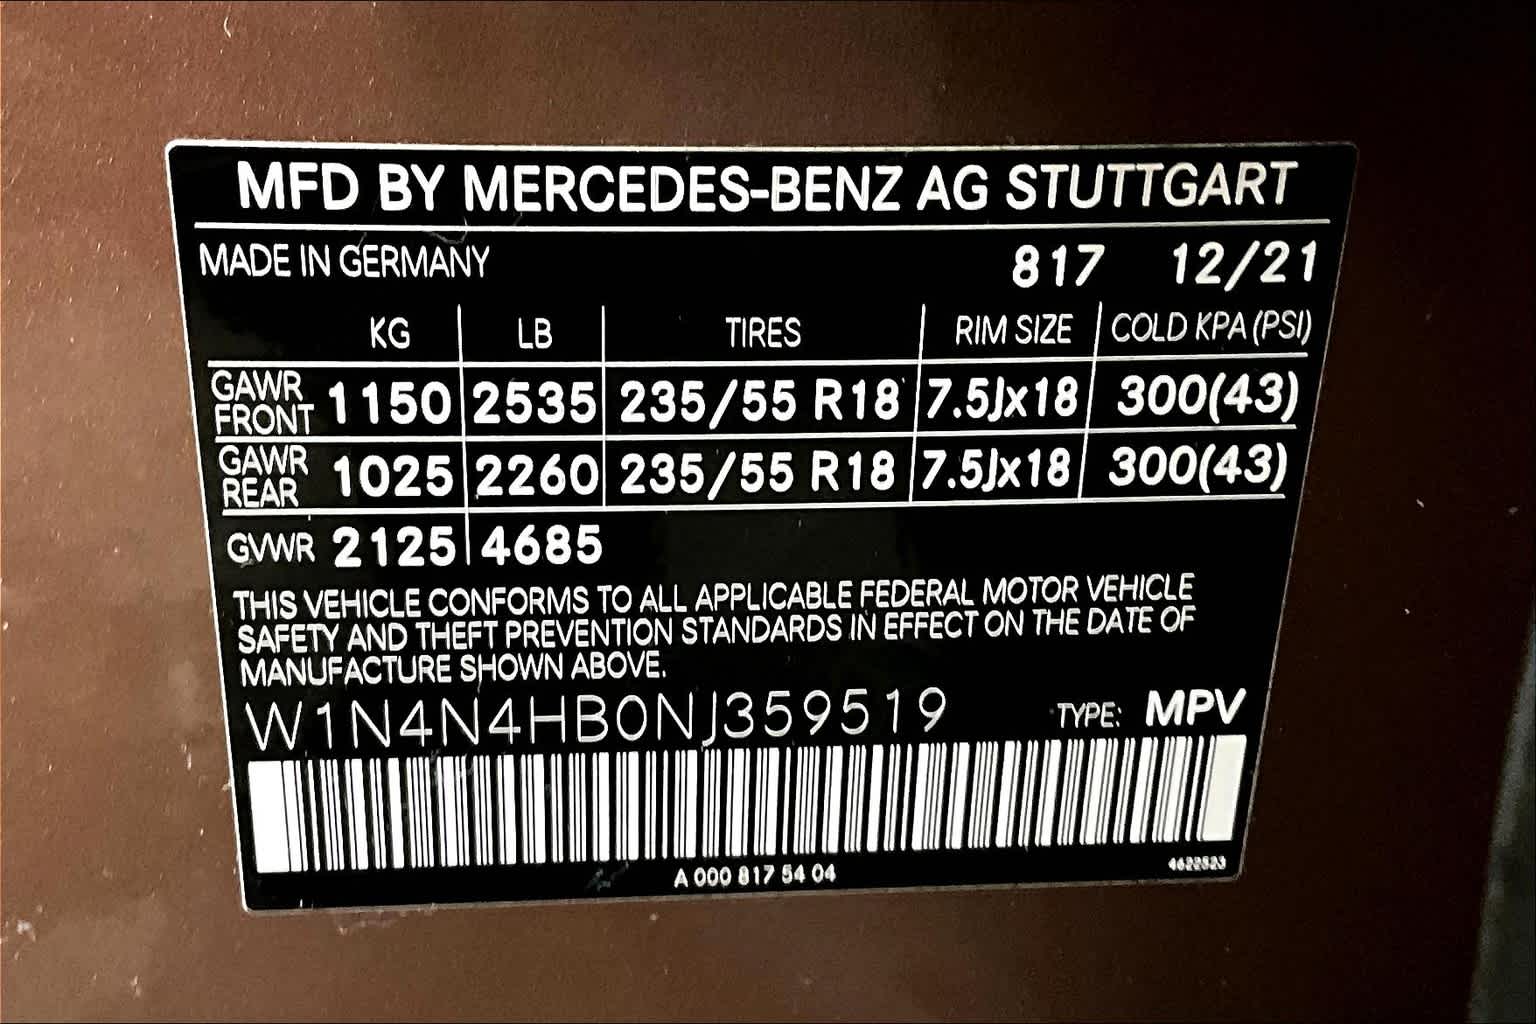 MFD BY MERCEDES-BENZ AG STUTTGART
MADE IN GERMANY 817 12/21
KG LB TIRES RIM SIZE COLD KPA (PSI)
GAWR FRONT 1150 2535 235/55 R18 7.5Jx18 300(43)
GAWR REAR 1025 2260 235/55 R18 7.5Jx18 300(43)
GVWR 2125 4685
THIS VEHICLE CONFORMS TO ALL APPLICABLE FEDERAL MOTOR VEHICLE
SAFETY AND THEFT PREVENTION STANDARDS IN EFFECT ON THE DATE OF
MANUFACTURE SHOWN ABOVE.
W1N4N4HB0NJ359519 TYPE: MPV
A 000 817 54 04 4622523